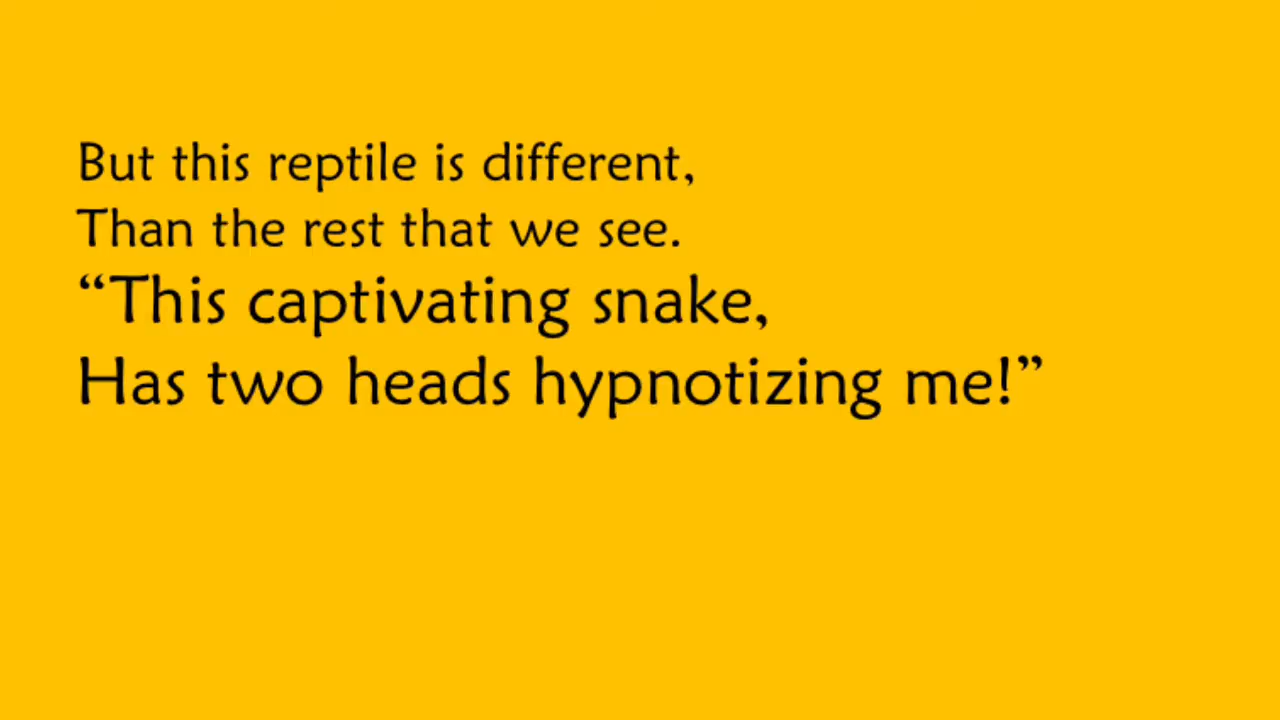 But this reptile is different,
Than the rest that we see.
“This captivating snake,
Has two heads hypnotizing me!”